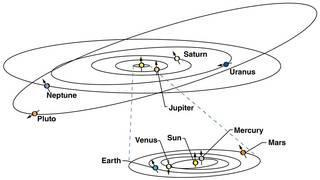 Saturn
Uranus
Neptune
Jupiter
Pluto
Sun
Mercury
Venus
Mars
Earth